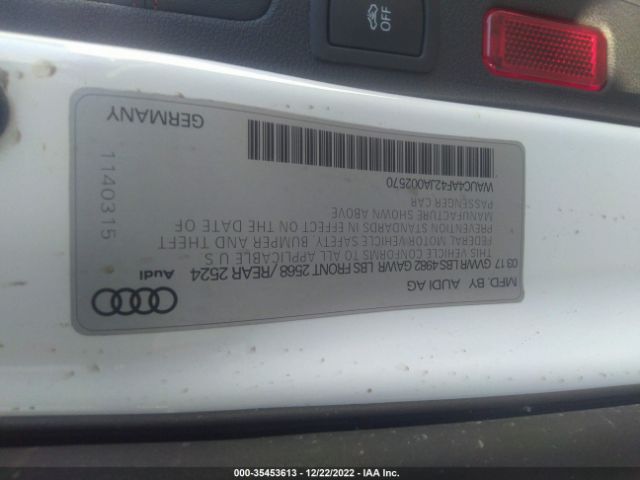 OFF
MFD. BY AUDI AG
03 17 GVWR LBS 4982 GAWR LBS FRONT 2568 / REAR 2524
THIS VEHICLE CONFORMS TO ALL APPLICABLE U S
FEDERAL MOTOR VEHICLE SAFETY BUMPER AND THEFT
PREVENTION STANDARDS IN EFFECT ON THE DATE OF
MANUFACTURE SHOWN ABOVE
PASSENGER CAR
WAUC4AF42JA002570
Audi
1140315
GERMANY
000-35453613 - 12/22/2022 - IAA Inc.